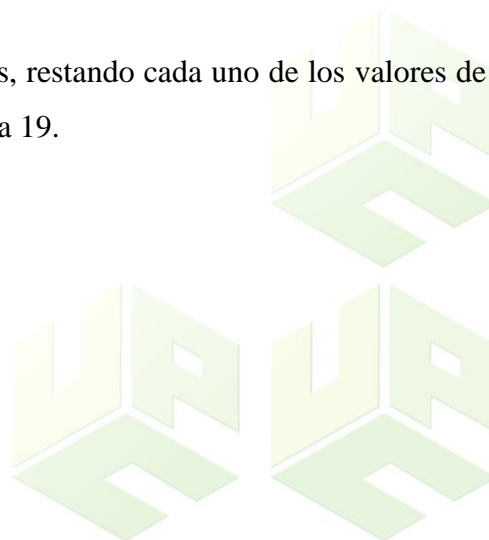 s, restando cada uno de los valores de
a 19.